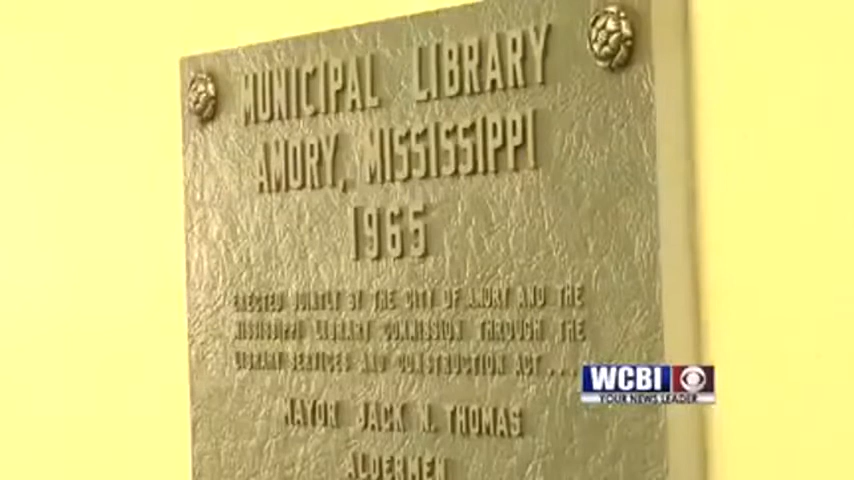 MUNICIPAL LIBRARY
AMORY, MISSISSIPPI
1965
ERECTED JOINTLY BY THE CITY OF AMORY AND THE
MISSISSIPPI LIBRARY COMMISSION THROUGH THE
LIBRARY SERVICES AND CONSTRUCTION ACT...
MAYOR JACK N. THOMAS
ALDERMEN
WCBI
YOUR NEWS LEADER